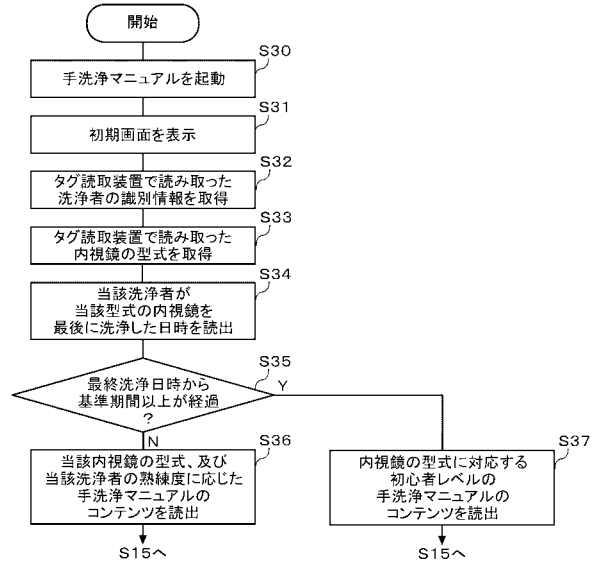 開始
S30
手洗浄マニュアルを起動
S31
初期画面を表示
S32
タグ読取装置で読み取った
洗浄者の識別情報を取得
S33
タグ読取装置で読み取った
内視鏡の型式を取得
S34
当該洗浄者が
当該型式の内視鏡を
最後に洗浄した日時を読出
S35
最終洗浄日時から
基準期間以上が経過
?
Y
N
S36
当該内視鏡の型式、及び
当該洗浄者の熟練度に応じた
手洗浄マニュアルの
コンテンツを読出
S15へ
S37
内視鏡の型式に対応する
初心者レベルの
手洗浄マニュアルの
コンテンツを読出
S15へ